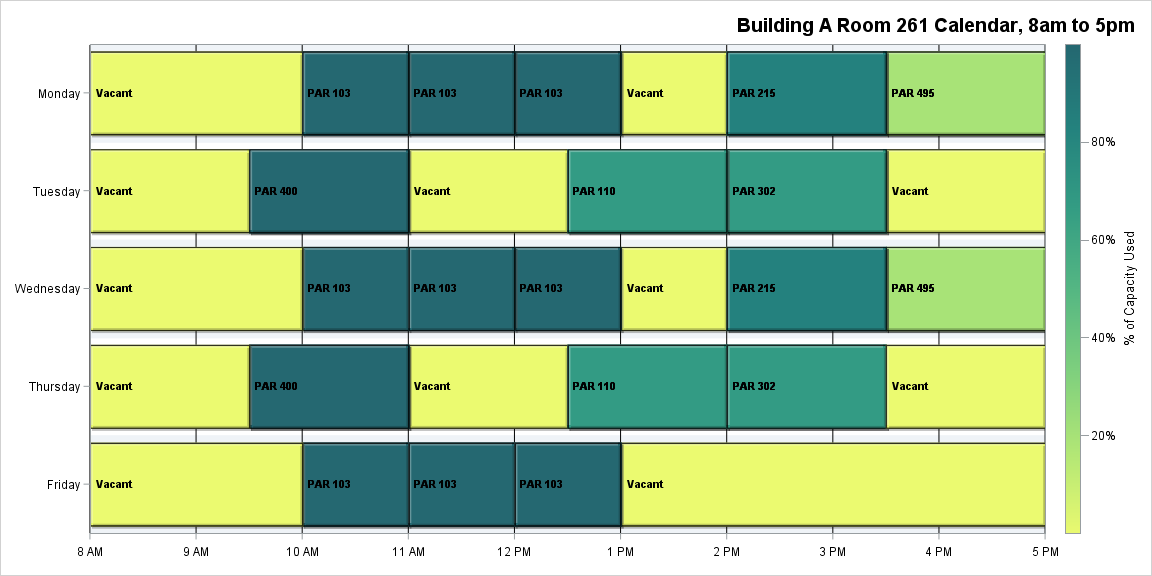 Building A Room 261 Calendar, 8am to 5pm
Monday
Vacant
PAR 103
PAR 103
PAR 103
Vacant
PAR 215
PAR 495
Tuesday
Vacant
PAR 400
Vacant
PAR 110
PAR 302
Vacant
Wednesday
Vacant
PAR 103
PAR 103
PAR 103
Vacant
PAR 215
PAR 495
Thursday
Vacant
PAR 400
Vacant
PAR 110
PAR 302
Vacant
Friday
Vacant
PAR 103
PAR 103
PAR 103
Vacant
8 AM
9 AM
10 AM
11 AM
12 PM
1 PM
2 PM
3 PM
4 PM
5 PM
80%
60%
40%
20%
% of Capacity Used